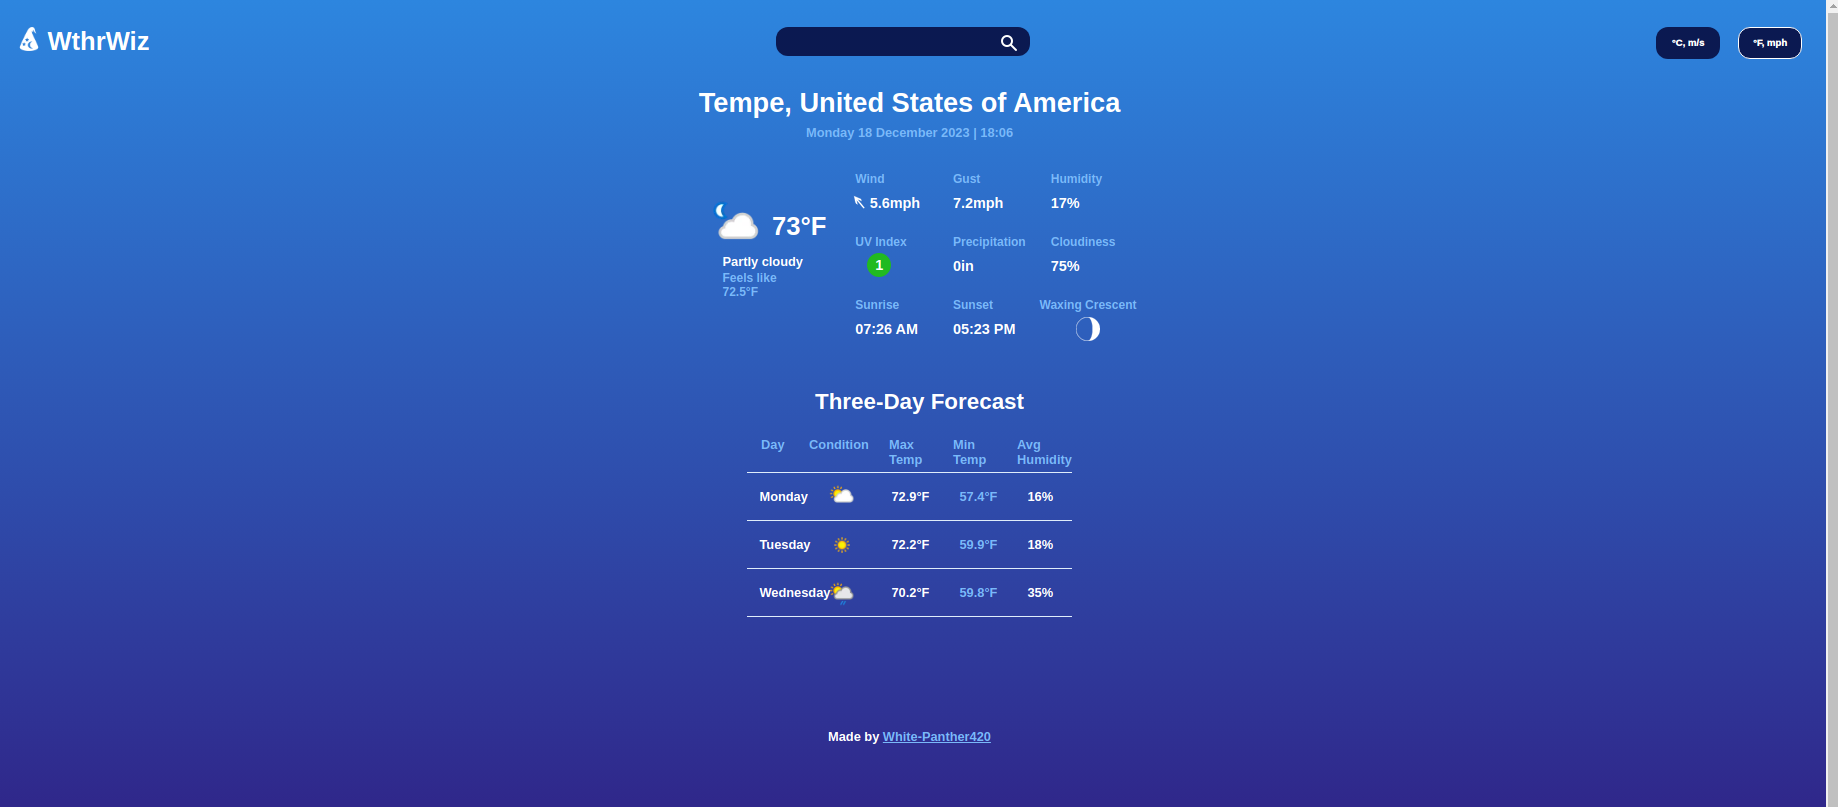 WthrWiz
°C, m/s
°F, mph
Tempe, United States of America
Monday 18 December 2023 | 18:06
Wind
Gust
Humidity
5.6mph
7.2mph
17%
73°F
UV Index
Precipitation
Cloudiness
1
0in
75%
Partly cloudy
Feels like
72.5°F
Sunrise
Sunset
Waxing Crescent
07:26 AM
05:23 PM
Three-Day Forecast
Day Condition Max Temp Min Temp Avg Humidity
Monday 72.9°F 57.4°F 16%
Tuesday 72.2°F 59.9°F 18%
Wednesday 70.2°F 59.8°F 35%
Made by White-Panther420